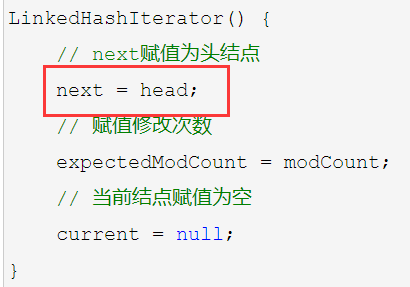 LinkedHashIterator() {
// next赋值为头结点
next = head;
// 赋值修改次数
expectedModCount = modCount;
// 当前结点赋值为空
current = null;
}